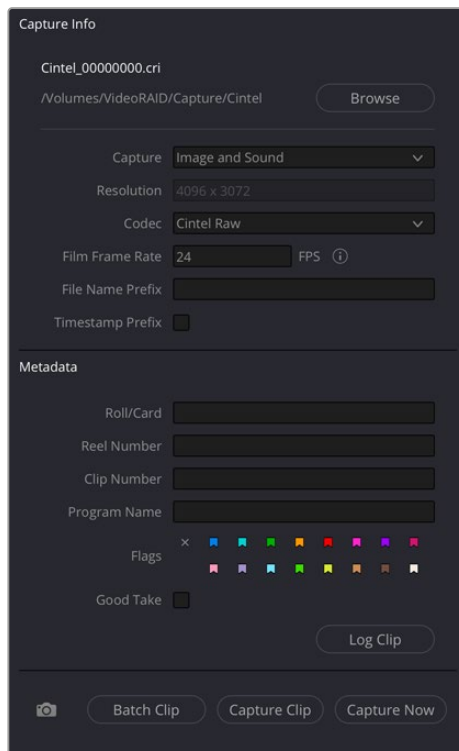 Capture Info
Cintel_00000000.cri
/Volumes/VideoRAID/Capture/Cintel
Browse
Capture Image and Sound
Resolution 4096 x 3072
Codec Cintel Raw
Film Frame Rate 24 FPS
File Name Prefix
Timestamp Prefix
Metadata
Roll/Card
Reel Number
Clip Number
Program Name
Flags
Good Take
Log Clip
Batch Clip Capture Clip Capture Now